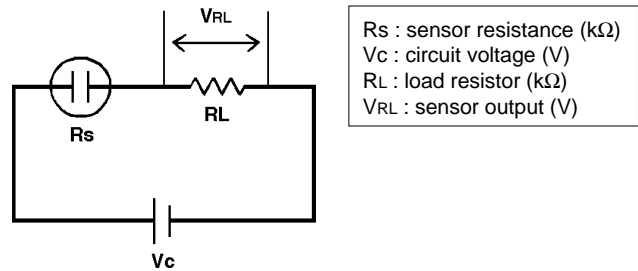 VRL
RL
Rs
Vc
Rs : sensor resistance (kΩ)
Vc : circuit voltage (V)
RL : load resistor (kΩ)
VRL : sensor output (V)